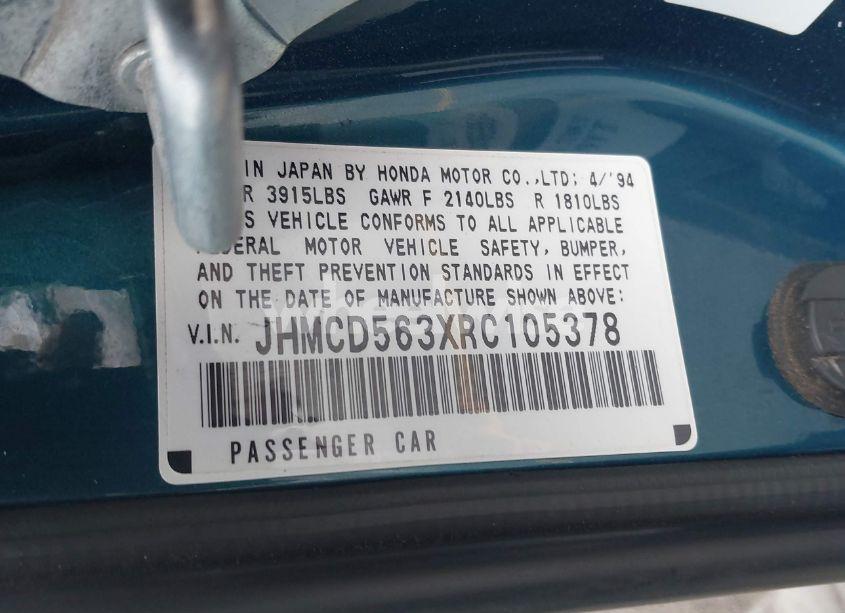 IN JAPAN BY HONDA MOTOR CO.,LTD: 4/'94
R 3915LBS GAWR F 2140LBS R 1810LBS
S VEHICLE CONFORMS TO ALL APPLICABLE
FEDERAL MOTOR VEHICLE SAFETY, BUMPER,
AND THEFT PREVENTION STANDARDS IN EFFECT
ON THE DATE OF MANUFACTURE SHOWN ABOVE:
V.I.N. JHMCD563XRC105378
PASSENGER CAR